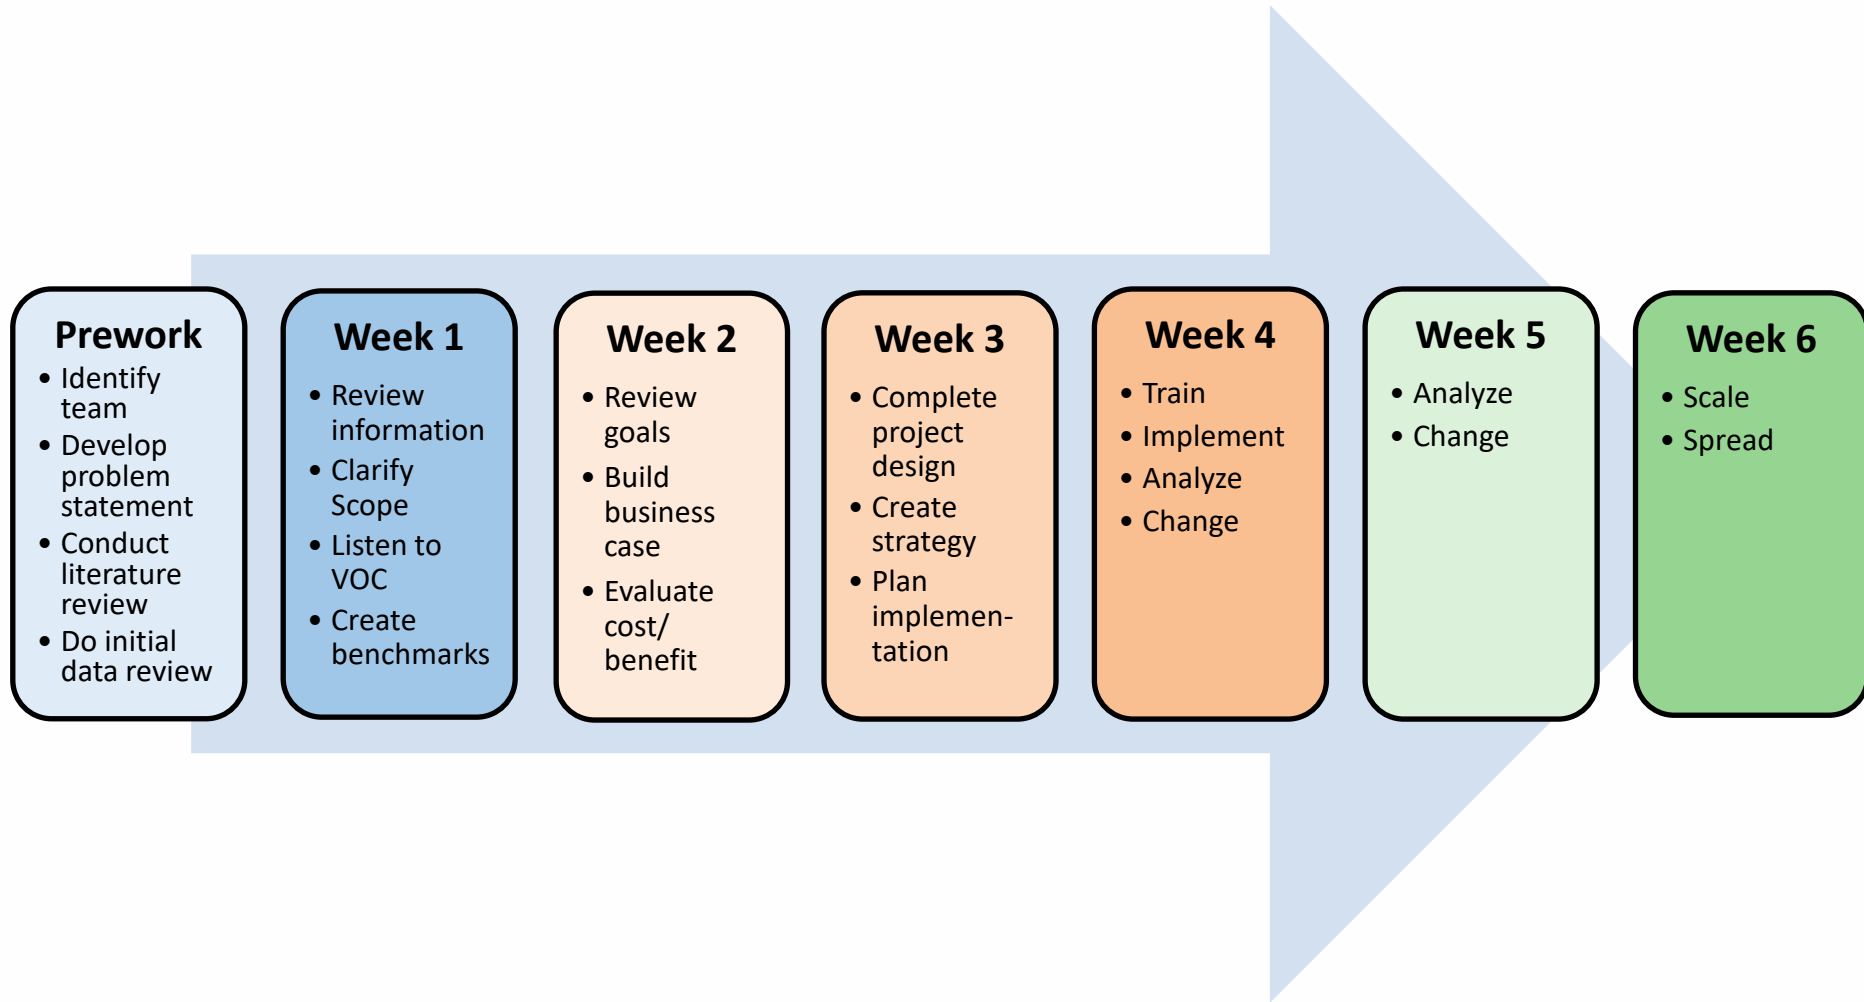 Prework
• Identify
team
• Develop
problem
statement
• Conduct
literature
review
• Do initial
data review
Week 1
• Review
information
• Clarify
Scope
• Listen to
VOC
• Create
benchmarks
Week 2
• Review
goals
• Build
business
case
• Evaluate
cost/
benefit
Week 3
• Complete
project
design
• Create
strategy
• Plan
implemen-
tation
Week 4
• Train
• Implement
• Analyze
• Change
Week 5
• Analyze
• Change
Week 6
• Scale
• Spread